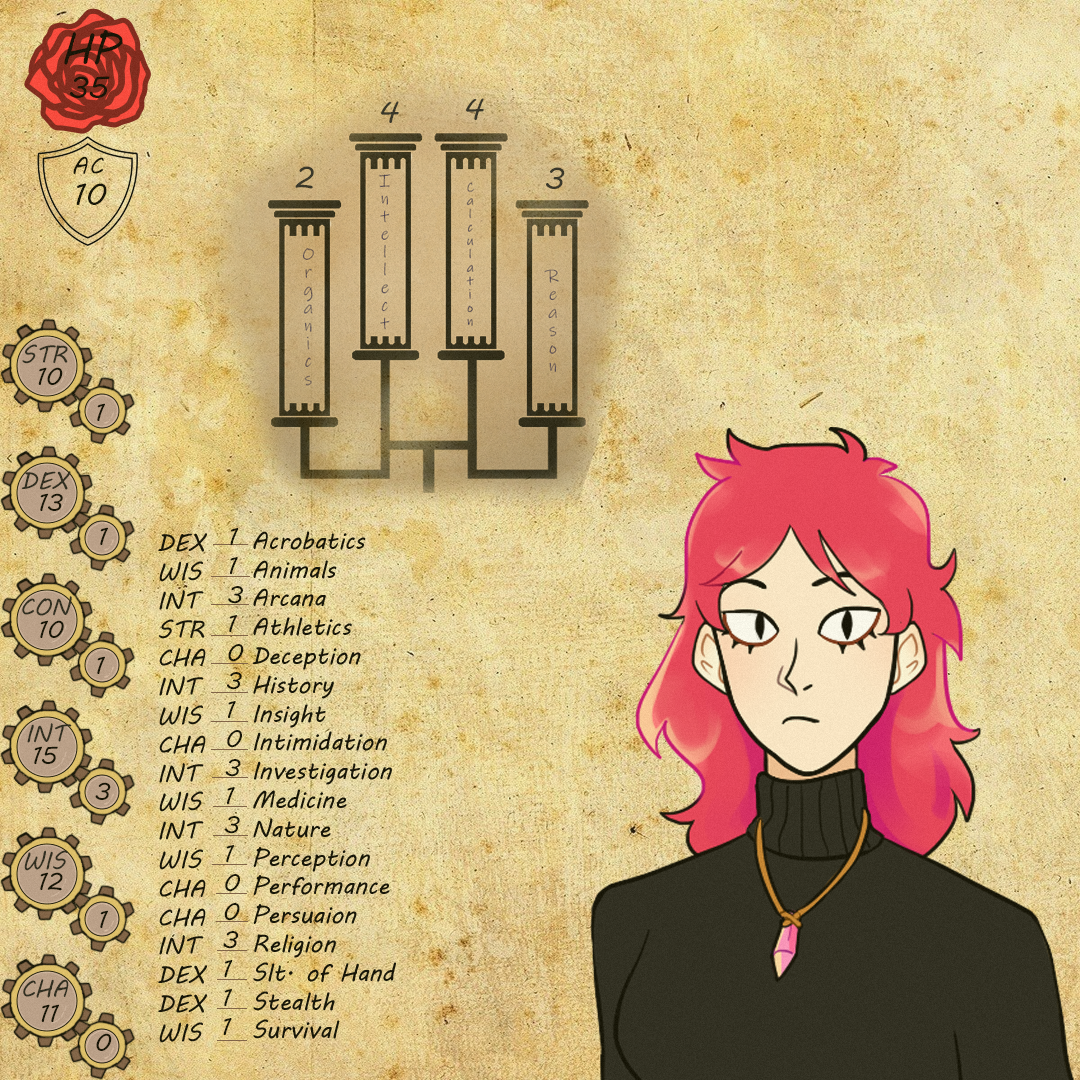 HP
35
AC
10
4 4
2 3
Organics
Intellect
Calculation
Reason
STR
10
1
DEX
13
1
CON
10
1
INT
15
3
WIS
12
1
CHA
11
0
DEX 1 Acrobatics
WIS 1 Animals
INT 3 Arcana
STR 1 Athletics
CHA 0 Deception
INT 3 History
WIS 1 Insight
CHA 0 Intimidation
INT 3 Investigation
WIS 1 Medicine
INT 3 Nature
WIS 1 Perception
CHA 0 Performance
CHA 0 Persuaion
INT 3 Religion
DEX 1 Slt. of Hand
DEX 1 Stealth
WIS 1 Survival